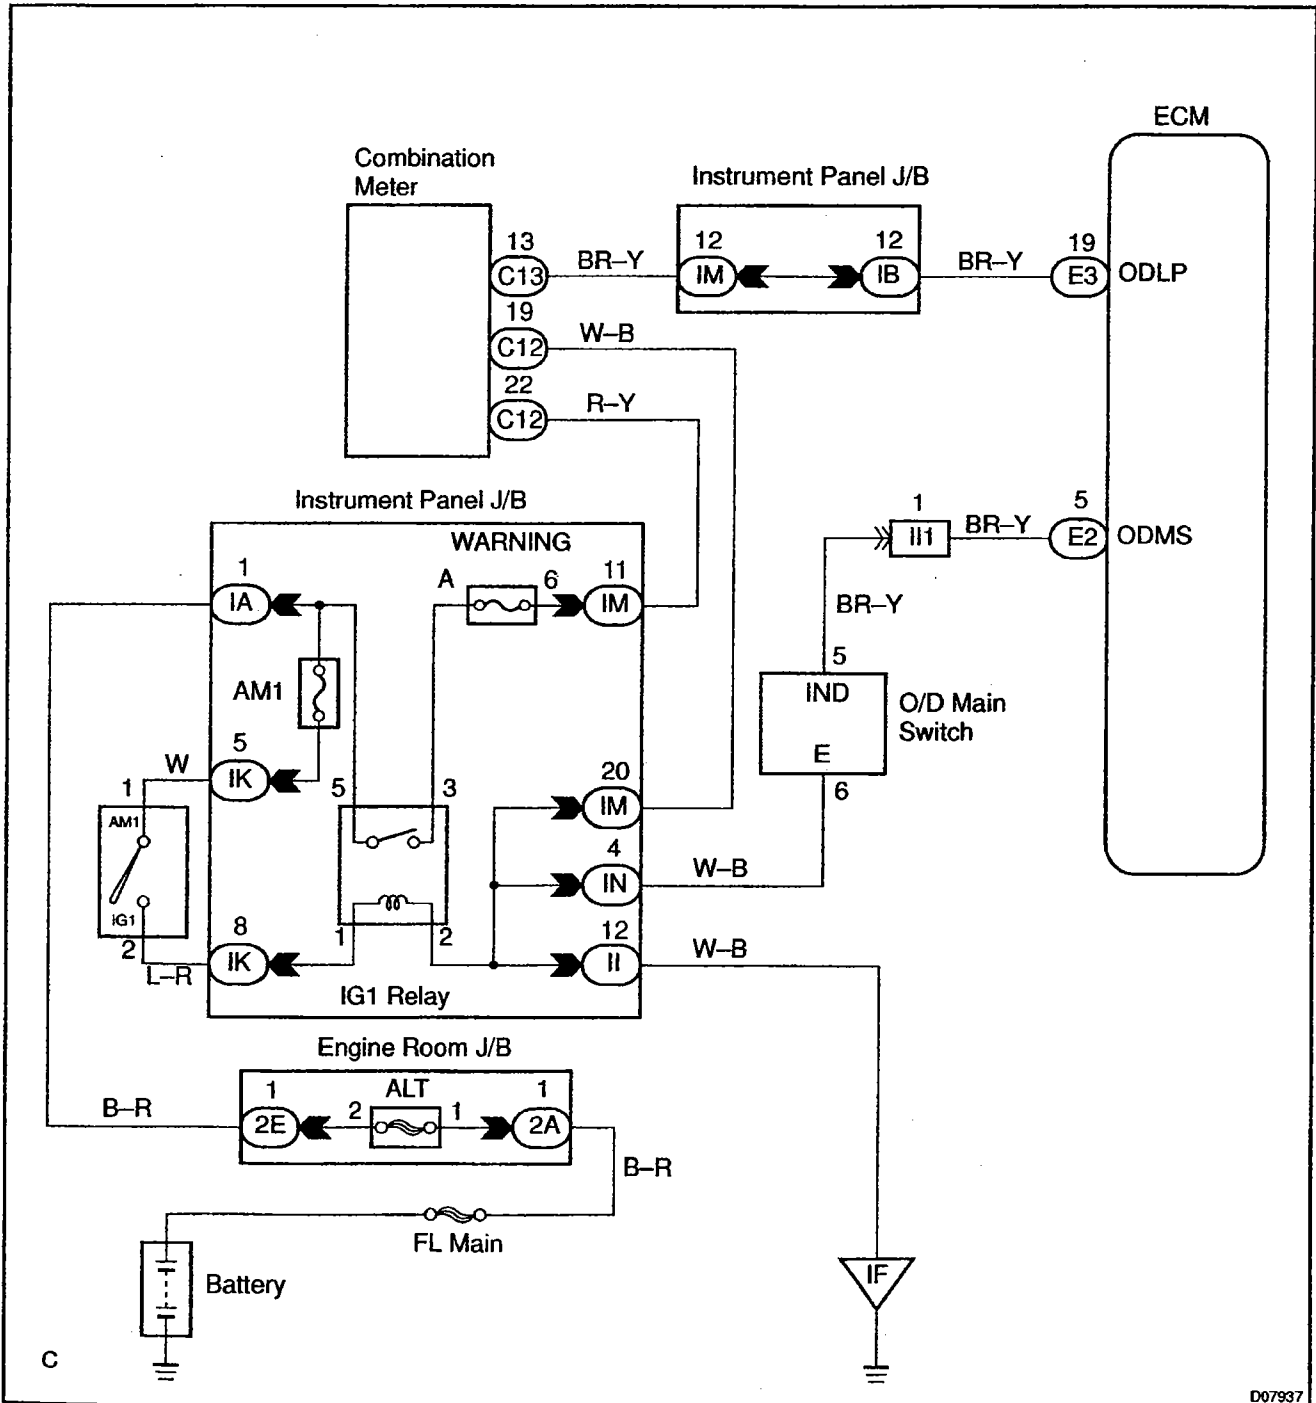 ECM
Combination
Meter
Instrument Panel J/B
13
C13
BR–Y
12
IM
12
IB
BR–Y
19
E3
ODLP
19
C12
W–B
22
C12
R–Y
Instrument Panel J/B
WARNING
1
IA
A
6
11
IM
1
II1
BR–Y
5
E2
ODMS
BR–Y
AM1
5
IND
O/D Main
Switch
E
6
W
5
IK
1
AM1
IG1
2
L–R
5
3
20
IM
4
IN
W–B
1
2
8
IK
12
II
W–B
IG1 Relay
Engine Room J/B
B–R
1
2E
2
ALT
1
1
2A
B–R
FL Main
Battery
IF
C
D07937